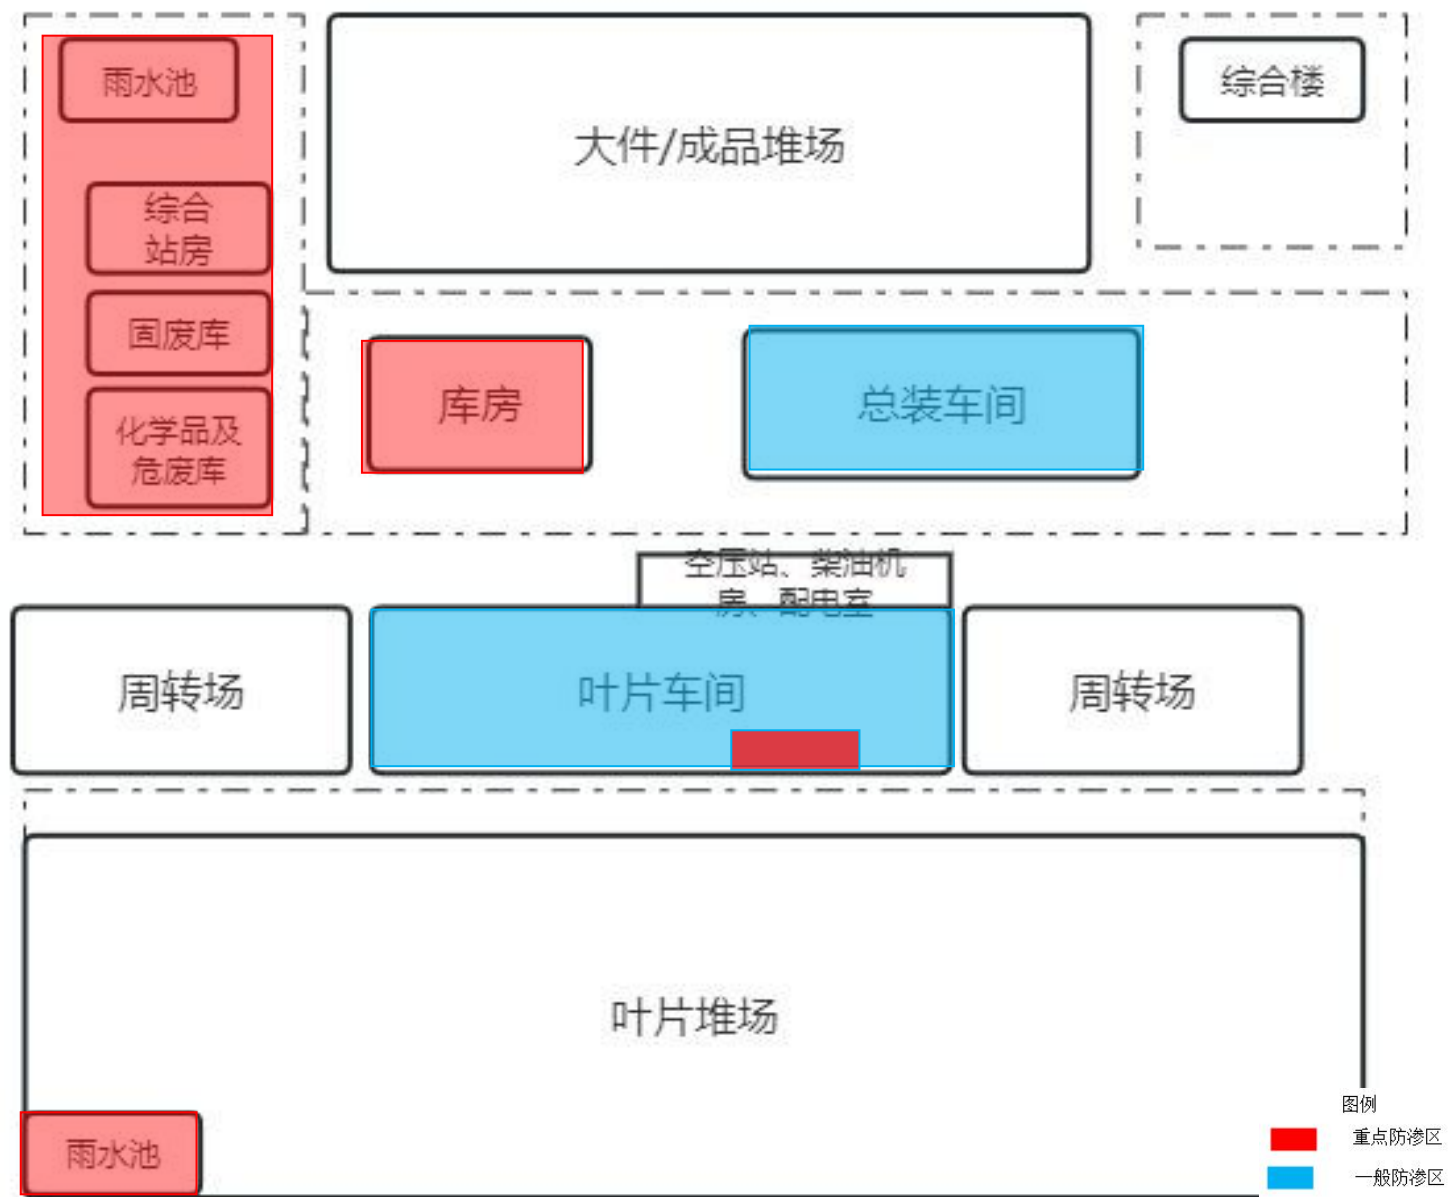 雨水池
综合
站房
固废库
化学品及
危废库
大件/成品堆场
综合楼
库房
总装车间
空压站、柴油机
房、配电室
周转场
叶片车间
周转场
叶片堆场
雨水池
图例
重点防渗区
一般防渗区